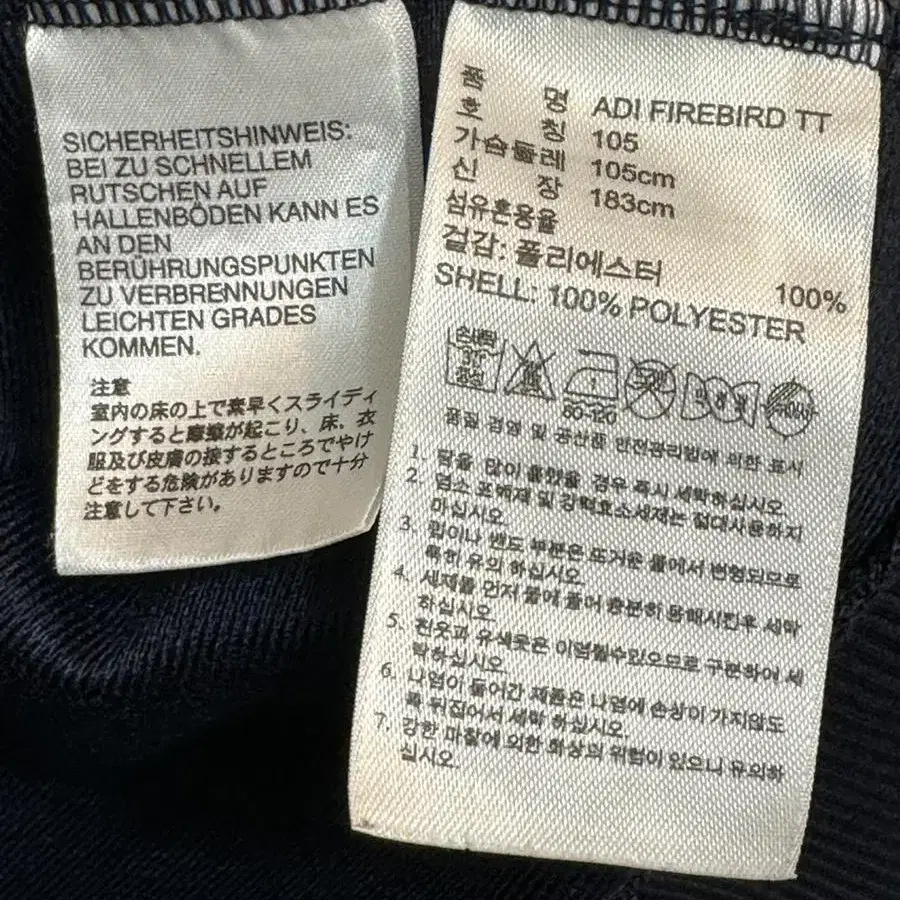 SICHERHEITSHINWEIS:
BEI ZU SCHNELLEM
RUTSCHEN AUF
HALLENBÖDEN KANN ES
AN DEN
BERÜHRUNGSPUNKTEN
ZU VERBRENNUNGEN
LEICHTEN GRADES
KOMMEN.
注意
室内の床の上で素早くスライディ
ングすると摩擦が起こり、床、衣
服及び皮膚の接するところでやけ
どをする危険がありますので十分
注意して下さい。
품 명 ADI FIREBIRD TT
호 칭 105
가슴둘레 105cm
신 장 183cm
섬유혼용율
겉감: 폴리에스터 100%
SHELL: 100% POLYESTER
손세탁
30
중성
80-120
품질 경영 및 공산품 안전관리법에 의한 표시
1. 땀을 많이 흘렸을 경우 즉시 세탁하십시오.
2. 염소 표백제 및 강력효소세제는 절대사용하지
마십시오.
3. 립이나 밴드 부분은 뜨거운 물에서 변형되므로
특히 유의 하십시오.
4. 세제를 먼저 물에 풀어 충분히 용해시킨후 세탁
하십시오.
5. 흰옷과 유색옷은 이염될수있으므로 구분하여 세
탁하십시오.
6. 나염이 들어간 제품은 나염에 손상이 가지않도
록 뒤집어서 세탁 하십시오.
7. 강한 마찰에 의한 화상의 위험이 있으니 유의하
십시오.